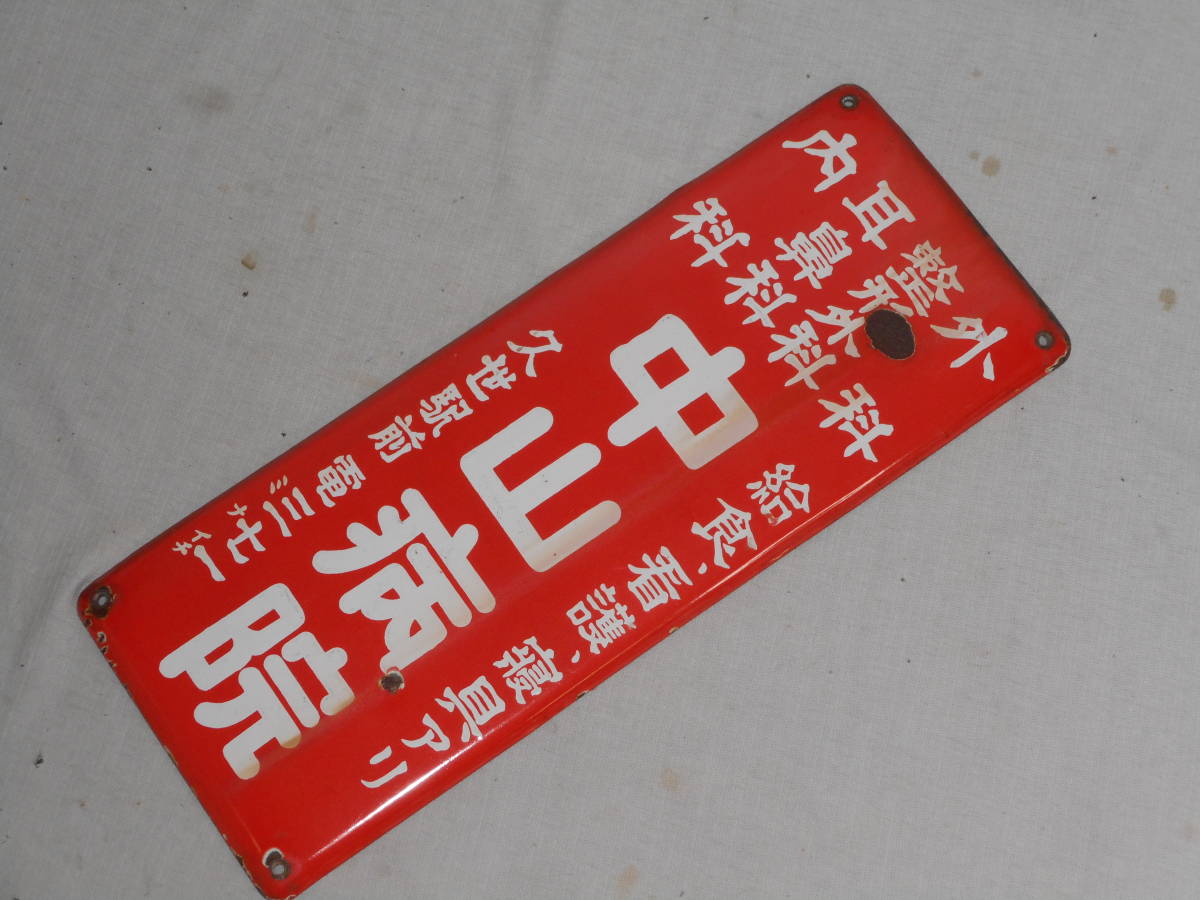 外科
整形外科
耳鼻科
内科
給食、看護、寝具アリ
中山病院
久世駅前 電三七一